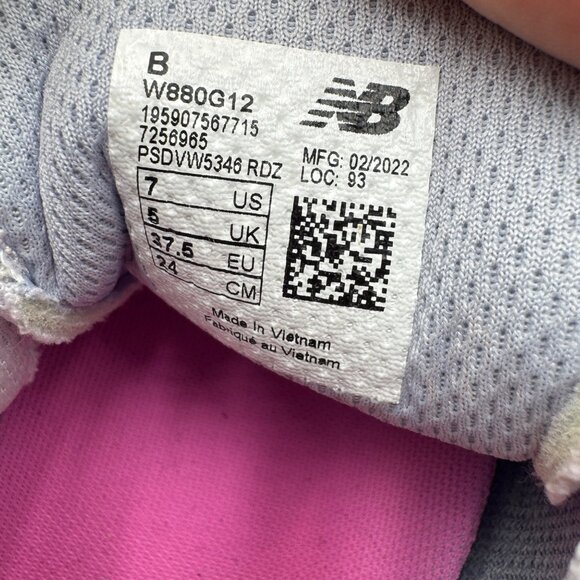 B
W880G12
195907567715
7256965
PSDVW5346 RDZ
NB
MFG: 02/2022
LOC: 93
7 US
5 UK
37.5 EU
24 CM
Made in Vietnam
Fabriqué au Vietnam